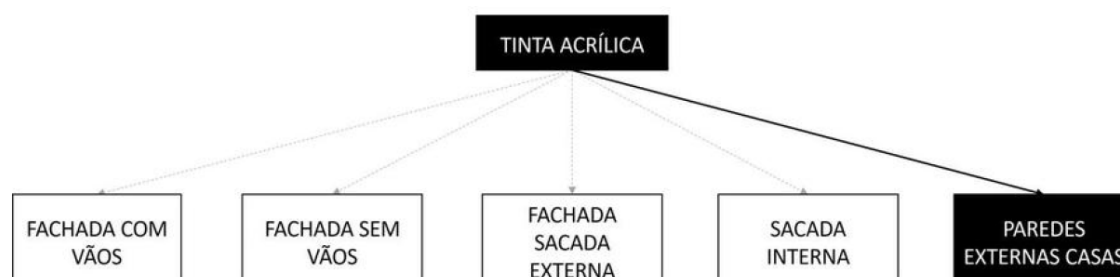 TINTA ACRÍLICA
FACHADA COM
VÃOS
FACHADA SEM
VÃOS
FACHADA
SACADA
EXTERNA
SACADA
INTERNA
PAREDES
EXTERNAS CASAS